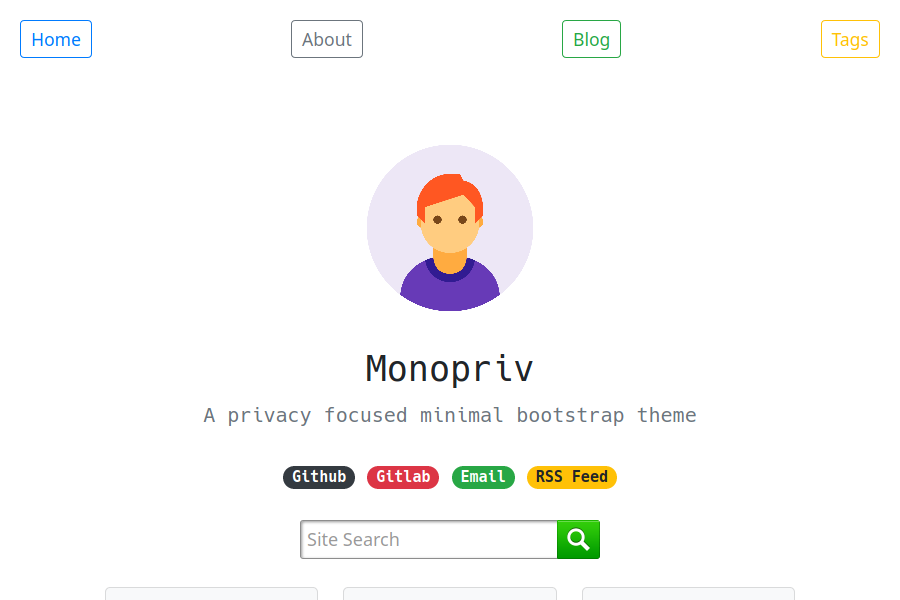 Home About Blog Tags
Monopriv
A privacy focused minimal bootstrap theme
Github Gitlab Email RSS Feed
Site Search